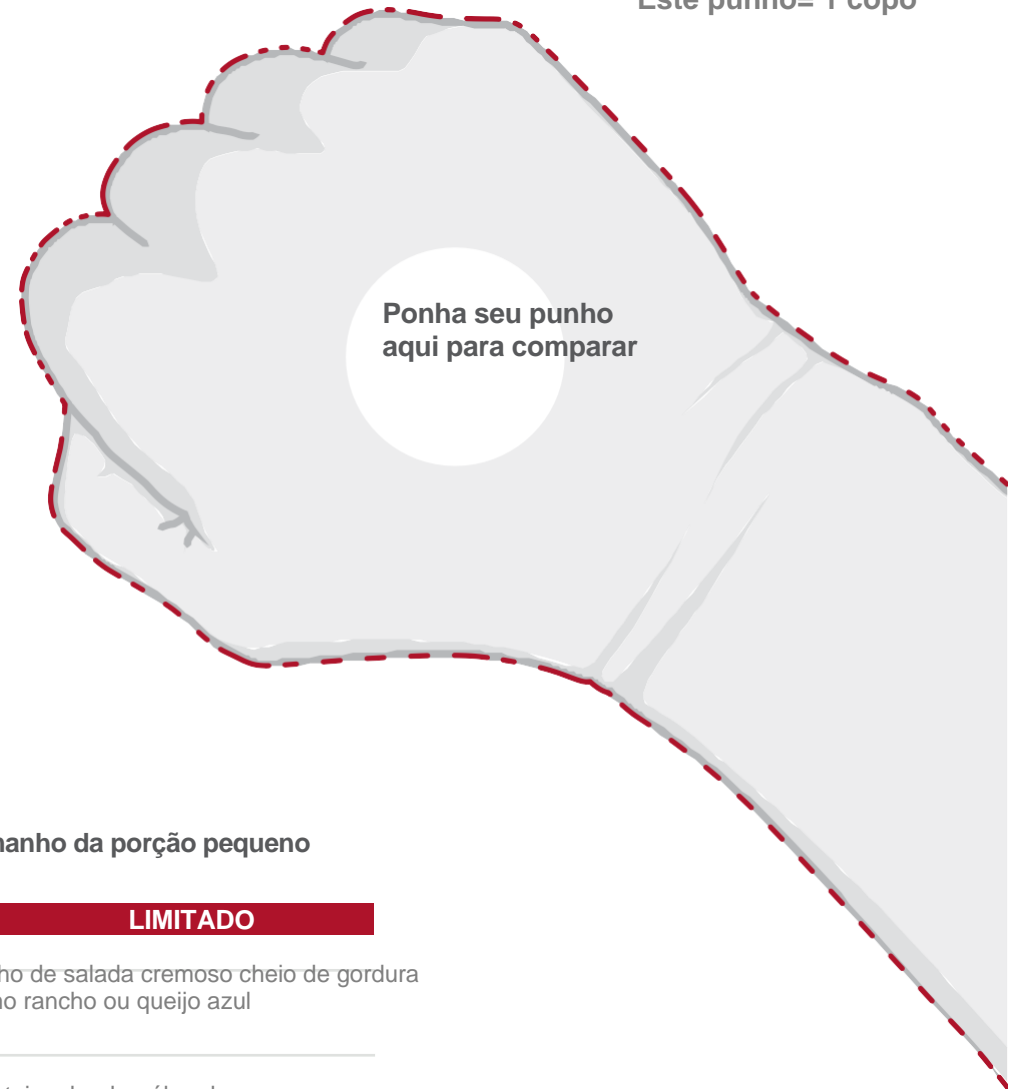 Este punho= 1 copo
Ponha seu punho
aqui para comparar
manho da porção pequeno
LIMITADO
ho de salada cremoso cheio de gordura
no rancho ou queijo azul